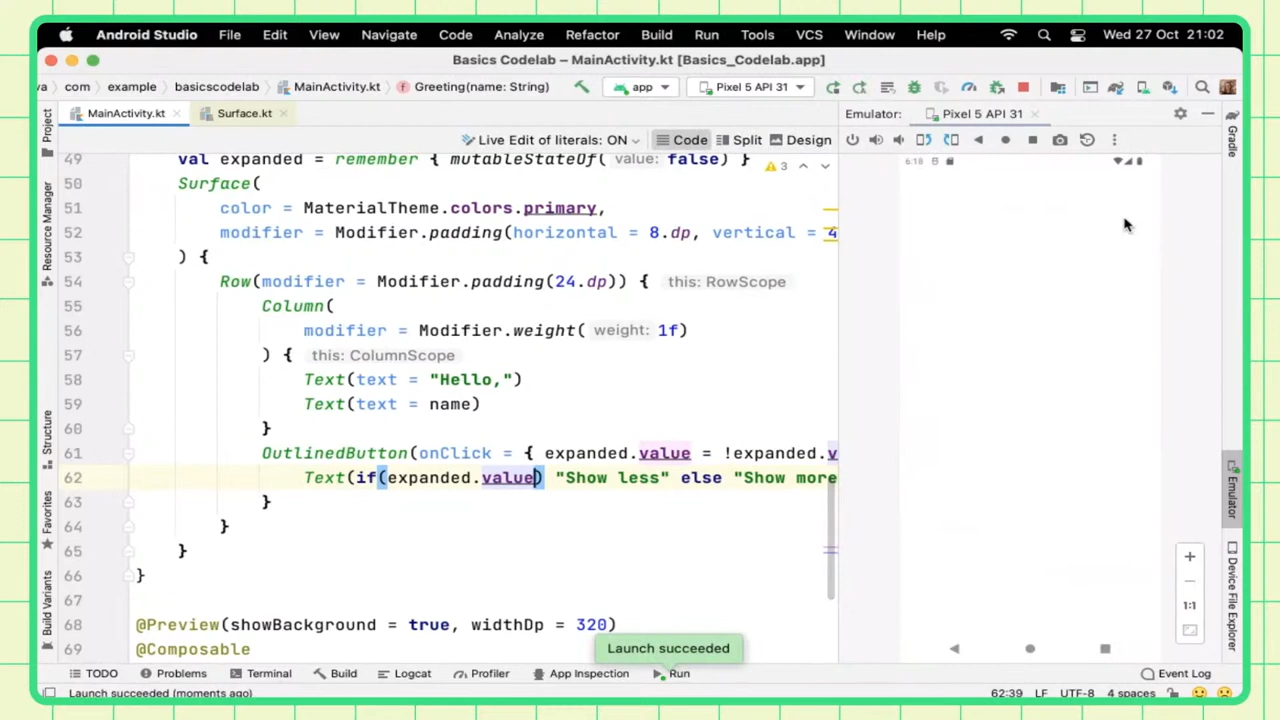 Android Studio File Edit View Navigate Code Analyze Refactor Build Run Tools VCS Window Help Wed 27 Oct 21:02
Basics Codelab – MainActivity.kt [Basics_Codelab.app]
va com example basicscodelab MainActivity.kt Greeting(name: String) app Pixel 5 API 31
MainActivity.kt Surface.kt Emulator: Pixel 5 API 31
Live Edit of literals: ON Code Split Design
49 val expanded = remember { mutableStateOf( value: false) } 3
50 Surface(
51 color = MaterialTheme.colors.primary,
52 modifier = Modifier.padding(horizontal = 8.dp, vertical = 4
53 ) {
54 Row(modifier = Modifier.padding(24.dp)) { this: RowScope
55 Column(
56 modifier = Modifier.weight( weight: 1f)
57 ) { this: ColumnScope
58 Text(text = "Hello,")
59 Text(text = name)
60 }
61 OutlinedButton(onClick = { expanded.value = !expanded.v
62 Text(if(expanded.value) "Show less" else "Show more
63 }
64 }
65 }
66 }
67
68 @Preview(showBackground = true, widthDp = 320)
69 @Composable
Launch succeeded
6:18
1:1
Project
Resource Manager
Structure
Favorites
Build Variants
Gradle
Emulator
Device File Explorer
TODO Problems Terminal Build Logcat Profiler App Inspection Run Event Log
Launch succeeded (moments ago) 62:39 LF UTF-8 4 spaces